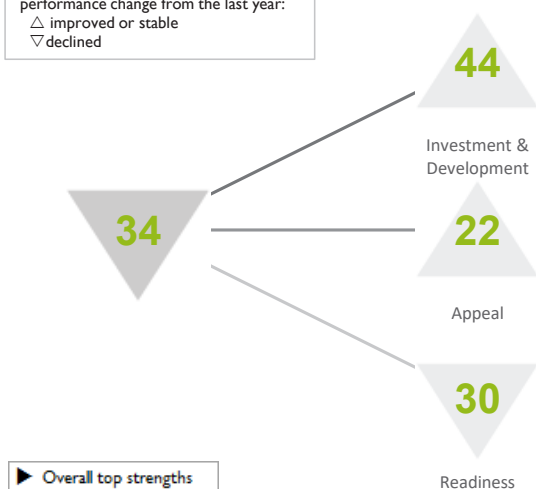 performance change from the last year:
△ improved or stable
▽ declined
44
Investment &
Development
34
22
Appeal
30
Readiness
▶ Overall top strengths